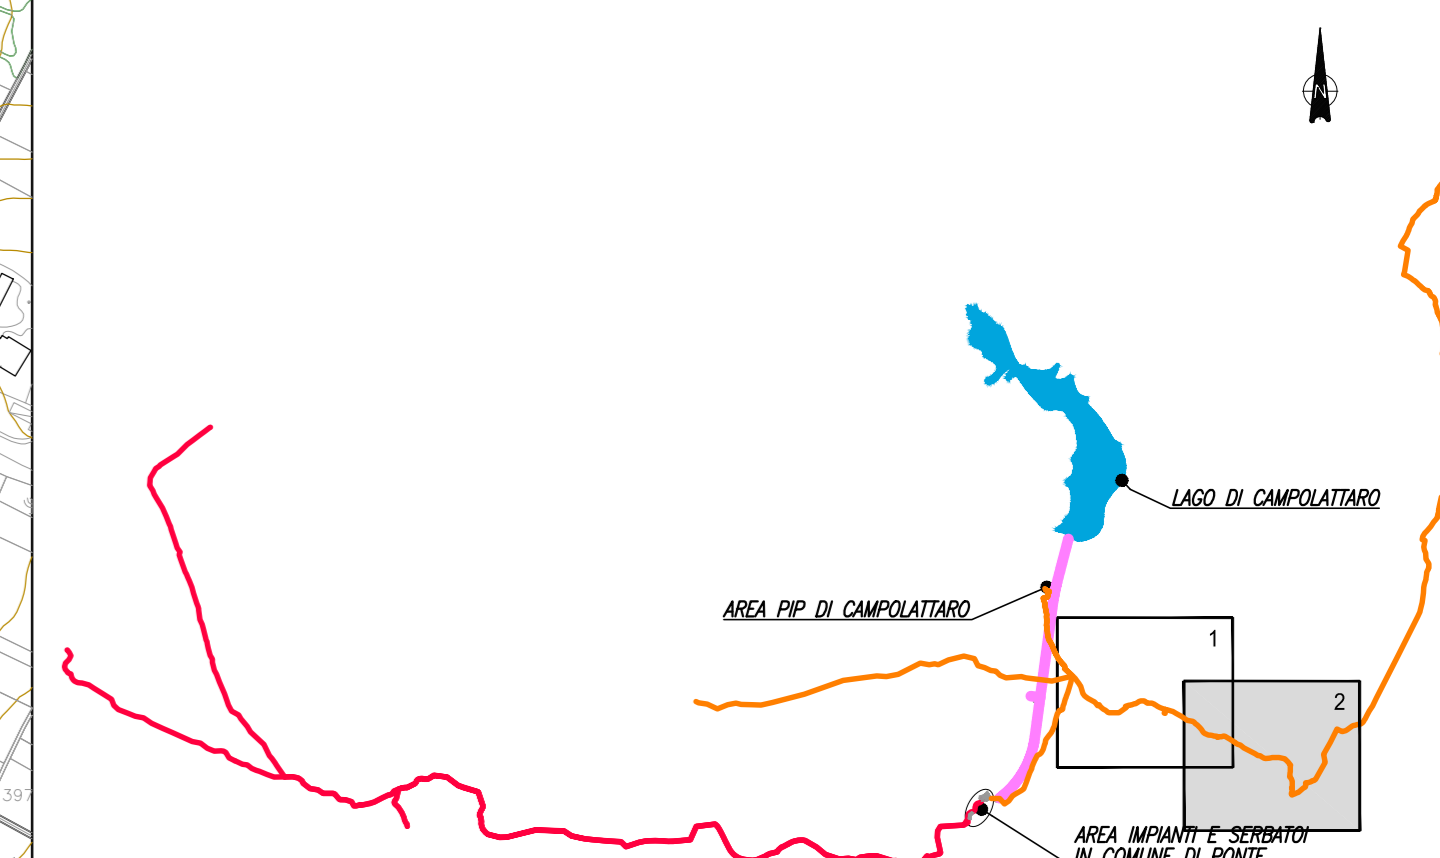 N
LAGO DI CAMPOLATTARO
AREA PIP DI CAMPOLATTARO
1
2
397
AREA IMPIANTI E SERBATOI
IN COMUNE DI PONTE